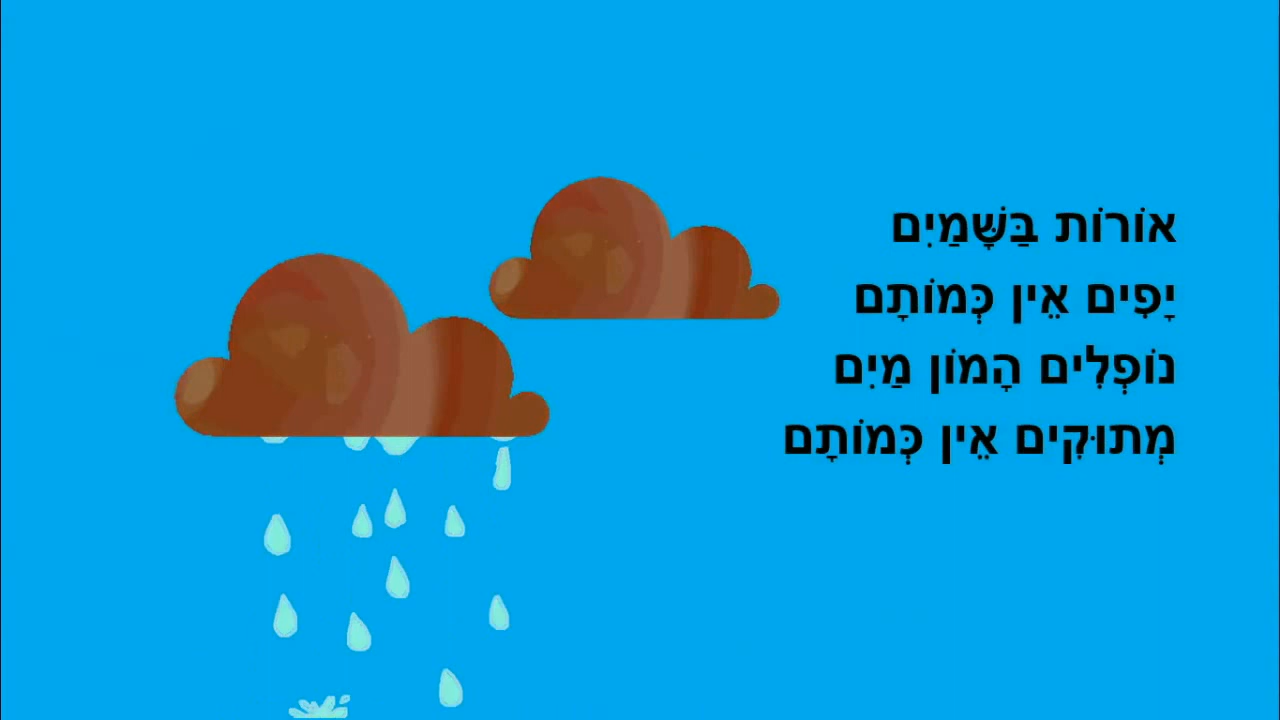 אוֹרוֹת בַּשָּׁמַיִם
יָפִים אֵין כְּמוֹתָם
נוֹפְלִים הָמוֹן מַיִם
מְתוּקִים אֵין כְּמוֹתָם